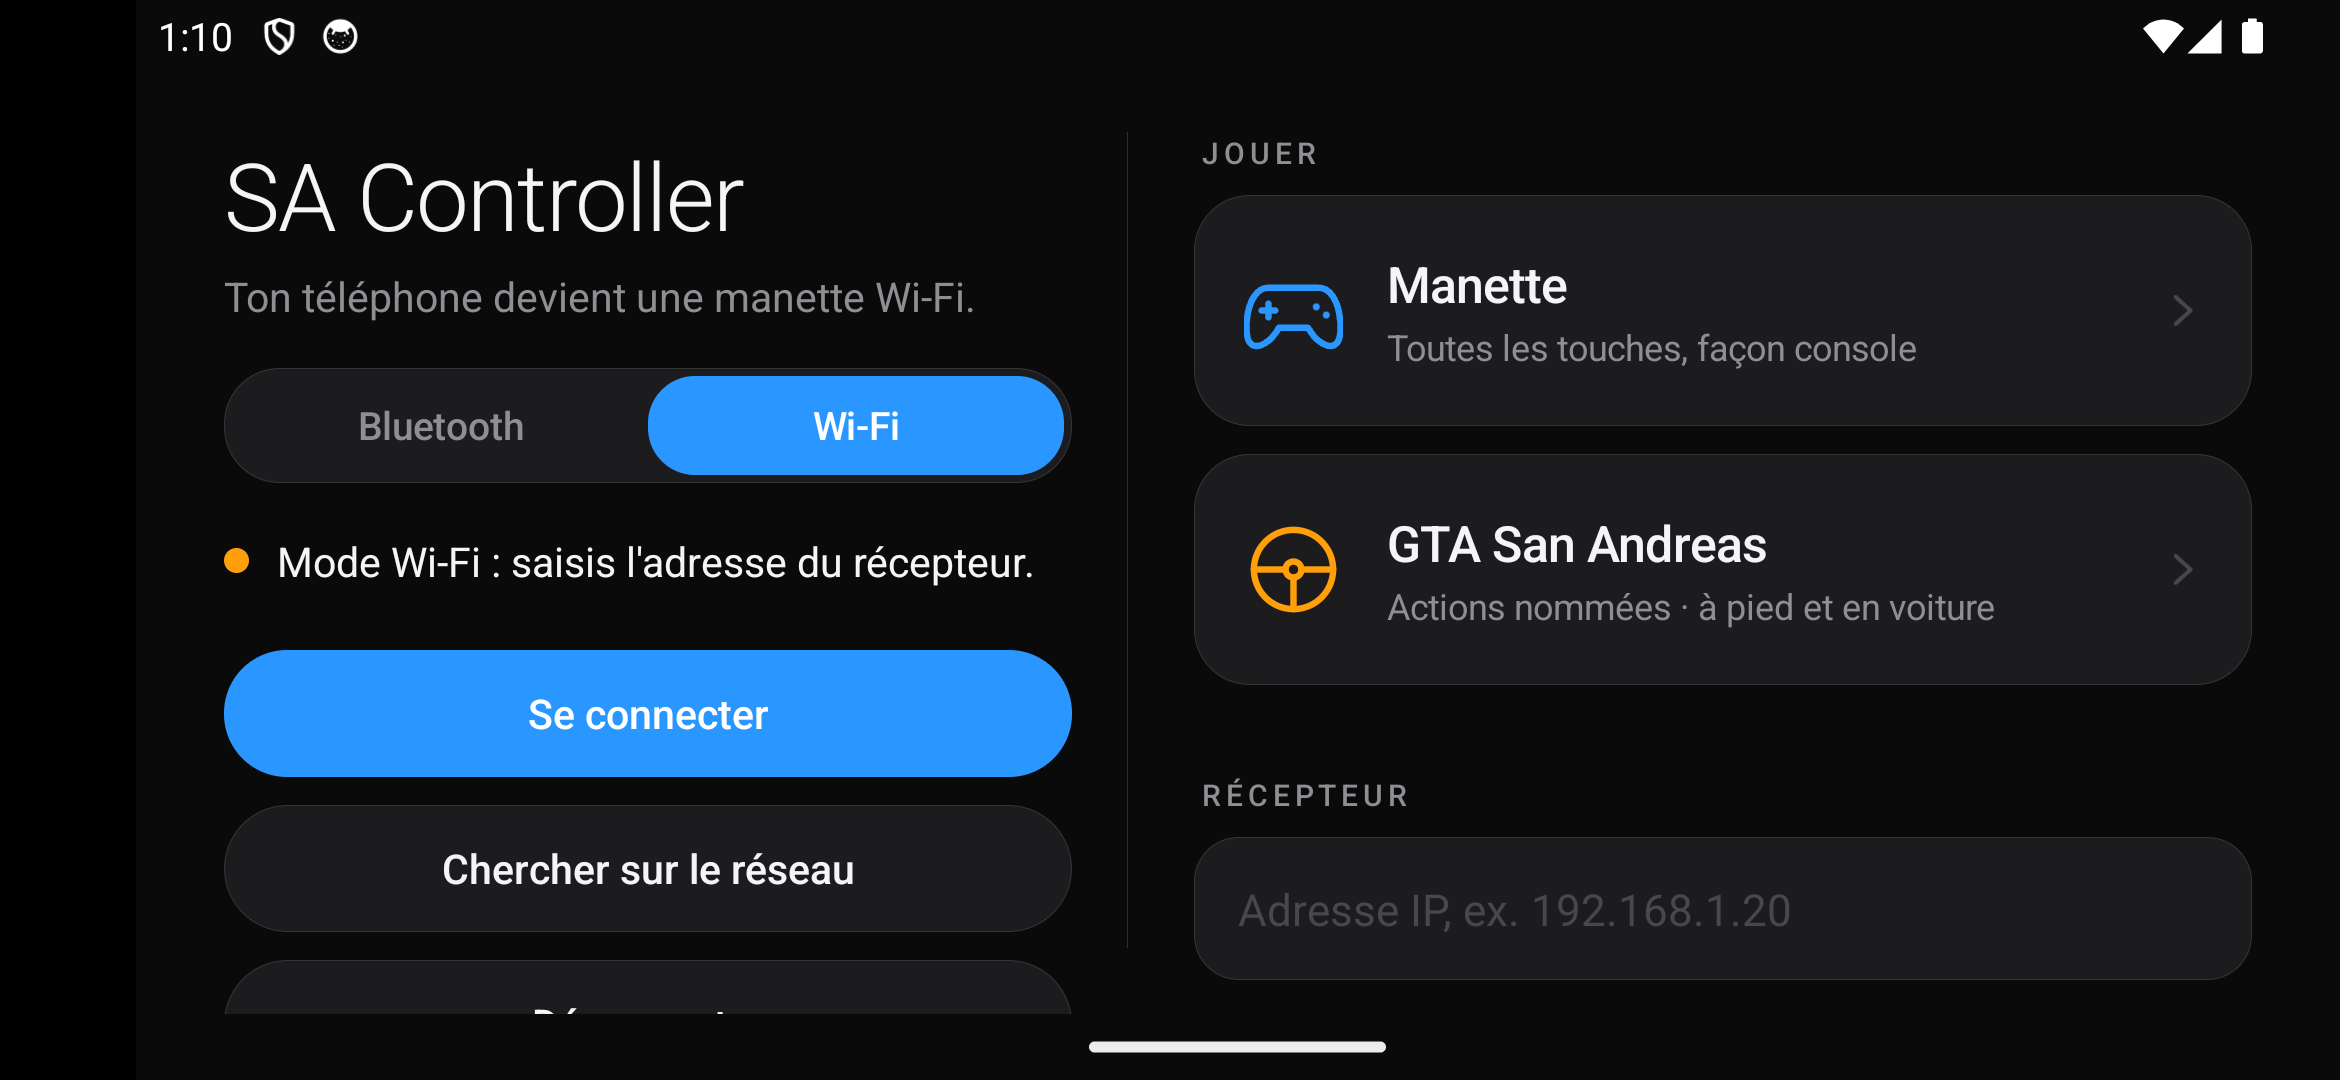 1:10
SA Controller
Ton téléphone devient une manette Wi-Fi.
Bluetooth
Wi-Fi
Mode Wi-Fi : saisis l'adresse du récepteur.
Se connecter
Chercher sur le réseau
JOUER
Manette
Toutes les touches, façon console
GTA San Andreas
Actions nommées · à pied et en voiture
RÉCEPTEUR
Adresse IP, ex. 192.168.1.20